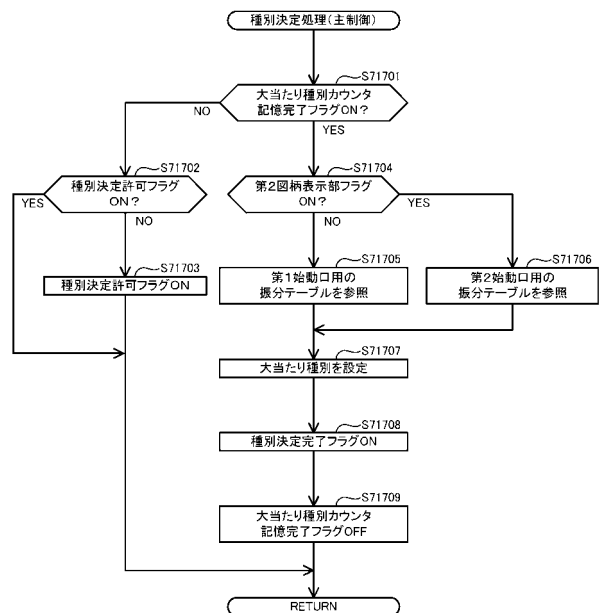 種別決定処理(主制御)
S71701
大当たり種別カウンタ
記憶完了フラグON?
NO
YES
S71702
種別決定許可フラグ
ON?
YES
NO
S71704
第2図柄表示部フラグ
ON?
NO
YES
S71703
種別決定許可フラグON
S71705
第1始動口用の
振分テーブルを参照
S71706
第2始動口用の
振分テーブルを参照
S71707
大当たり種別を設定
S71708
種別決定完了フラグON
S71709
大当たり種別カウンタ
記憶完了フラグOFF
RETURN